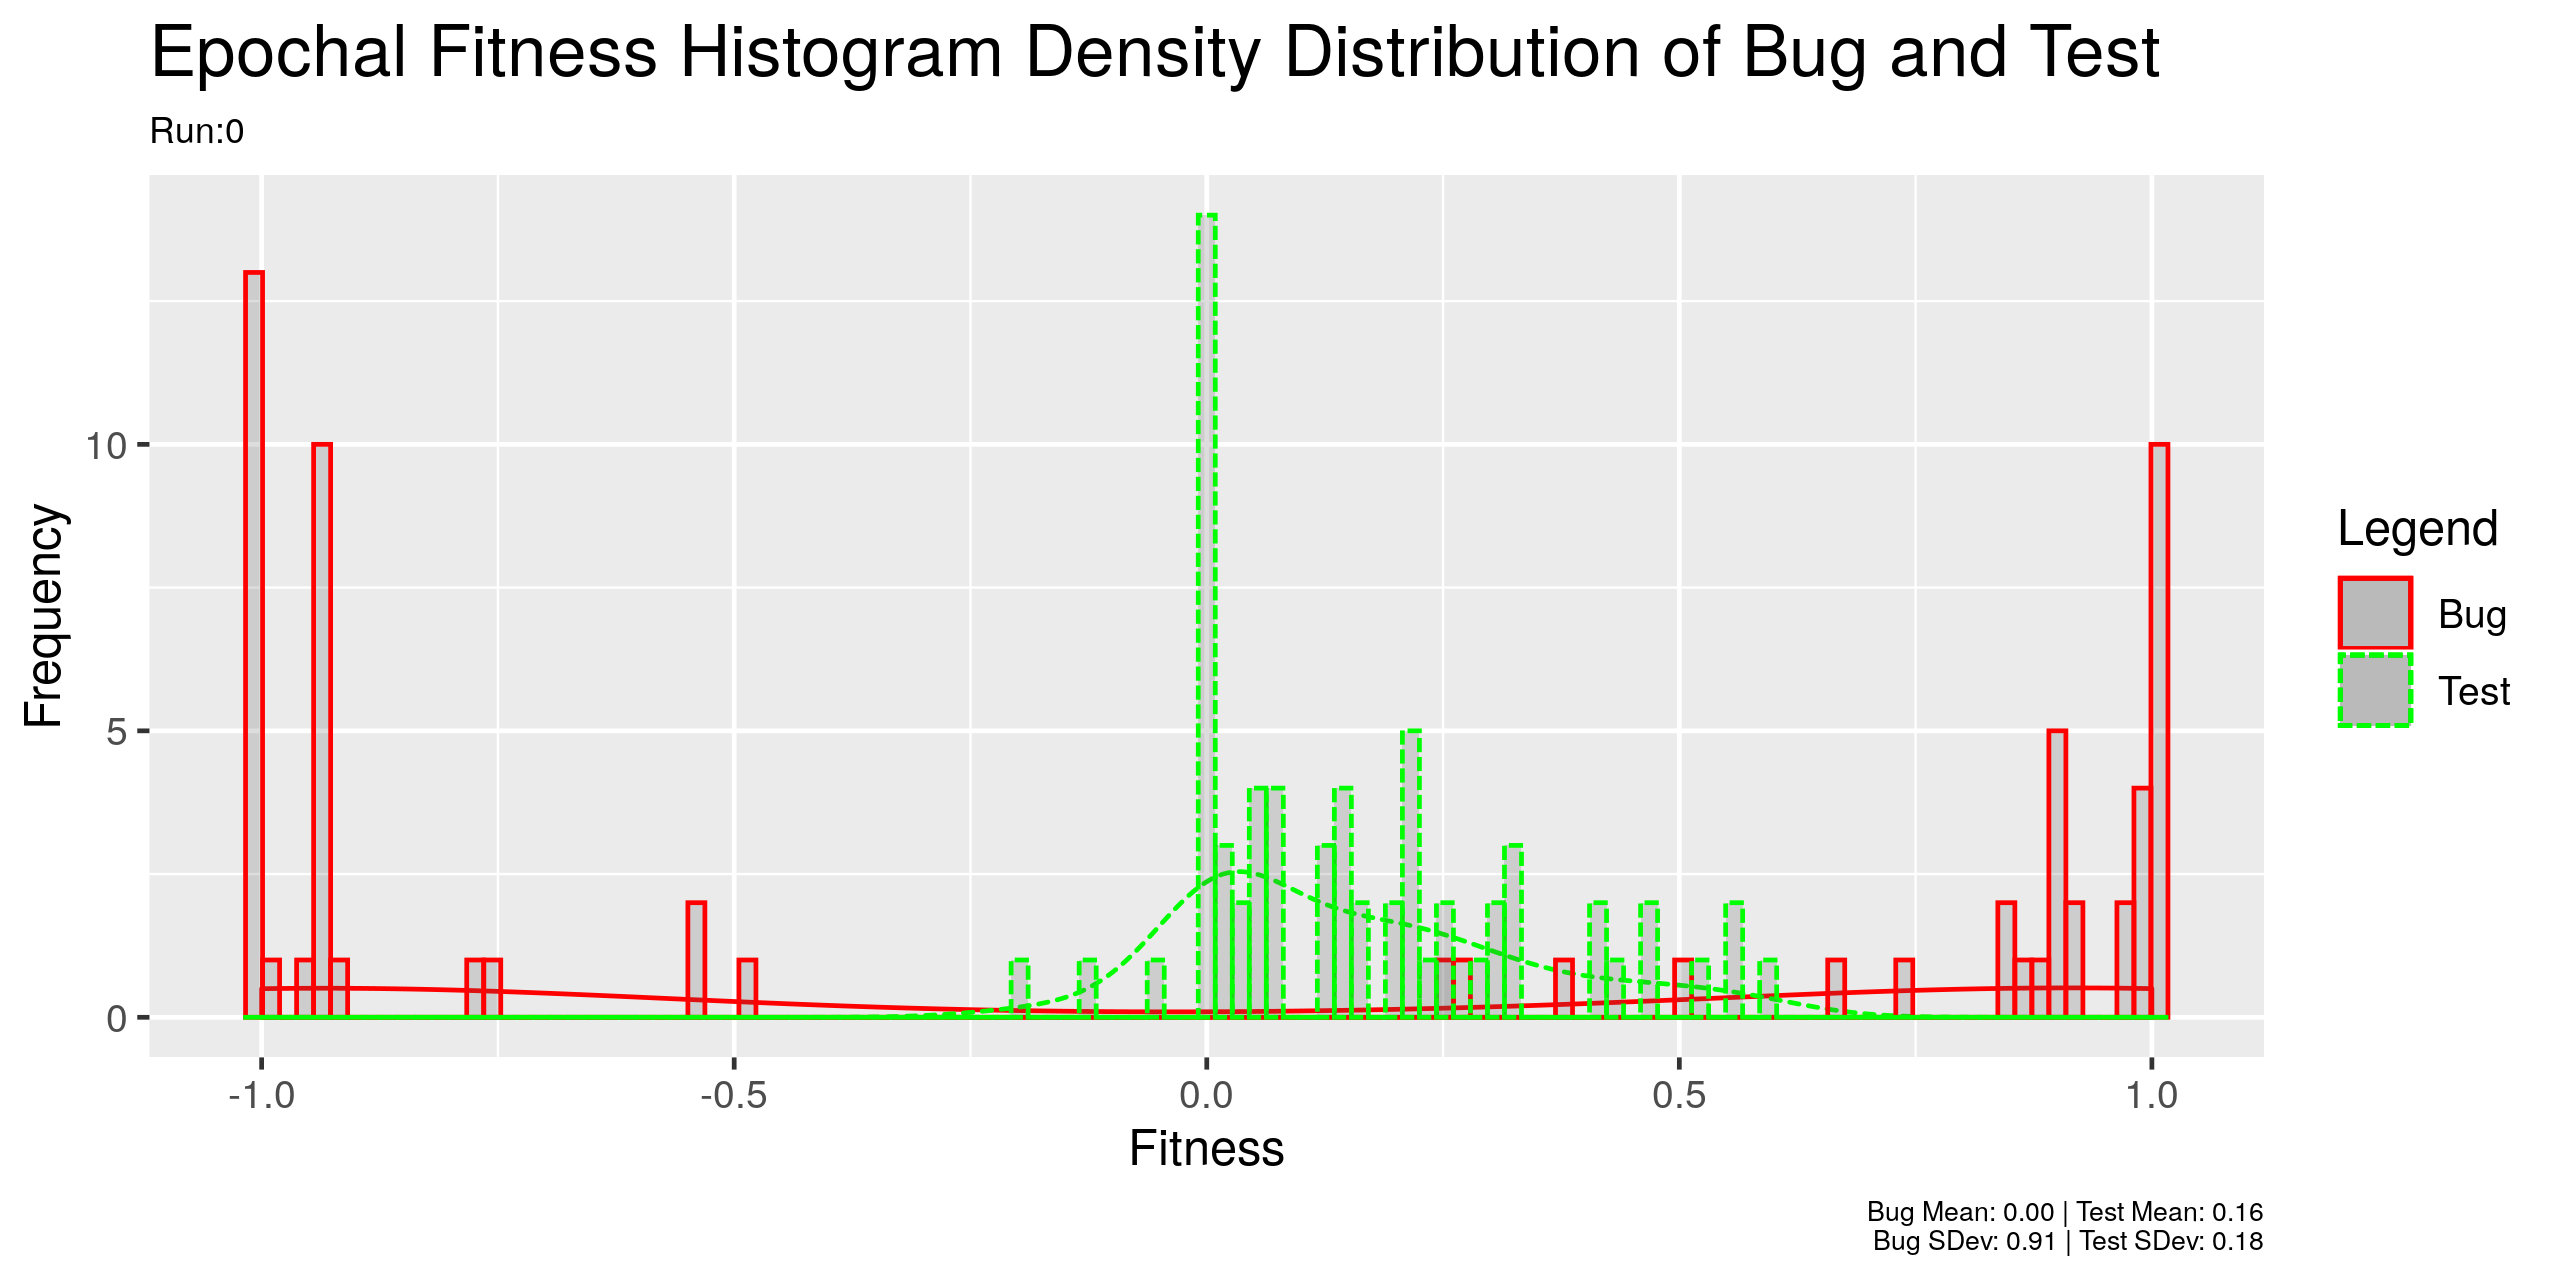 Epochal Fitness Histogram Density Distribution of Bug and Test
Run:0
Frequency
10
5
0
-1.0
-0.5
0.0
0.5
1.0
Fitness
Legend
Bug
Test
Bug Mean: 0.00 | Test Mean: 0.16
Bug SDev: 0.91 | Test SDev: 0.18